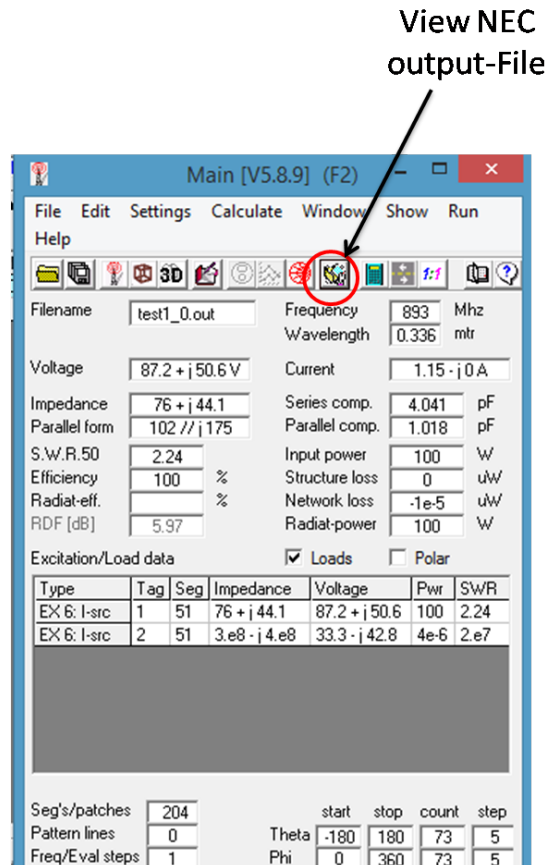 View NEC
output-File
Main [V5.8.9] (F2)
File Edit Settings Calculate Window Show Run
Help
3D 1:1 ?
Filename test1_0.out Frequency 893 Mhz
Wavelength 0.336 mtr
Voltage 87.2 + j 50.6 V Current 1.15 - j 0 A
Impedance 76 + j 44.1 Series comp. 4.041 pF
Parallel form 102 // j 175 Parallel comp. 1.018 pF
S.W.R.50 2.24 Input power 100 W
Efficiency 100 % Structure loss 0 uW
Radiat-eff. % Network loss -1e-5 uW
RDF [dB] 5.97 Radiat-power 100 W
Excitation/Load data Loads Polar
Type Tag Seg Impedance Voltage Pwr SWR
EX 6: I-src 1 51 76 + j 44.1 87.2 + j 50.6 100 2.24
EX 6: I-src 2 51 3.e8 - j 4.e8 33.3 - j 42.8 4e-6 2.e7
Seg's/patches 204 start stop count step
Pattern lines 0 Theta -180 180 73 5
Freq/Eval steps 1 Phi 0 360 73 5